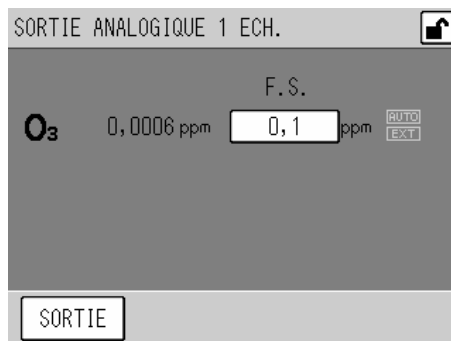 SORTIE ANALOGIQUE 1 ECH.
F.S.
O₃ 0,0006 ppm 0,1 ppm AUTO
EXT
SORTIE